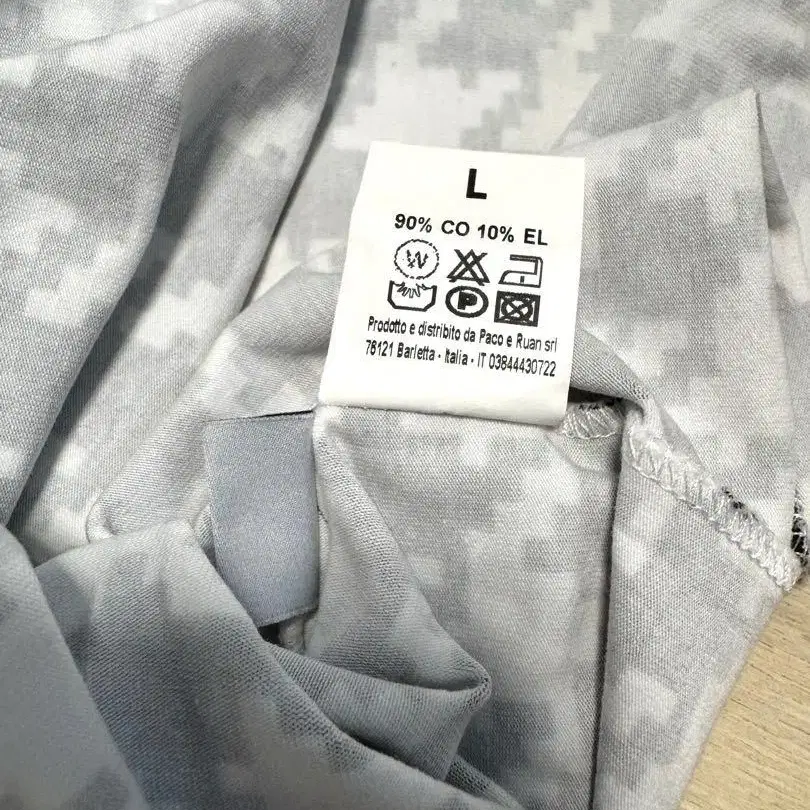 L
90% CO 10% EL
W
P
Prodotto e distribito da Paco e Ruan srl
76121 Barletta - Italia - IT 03844430722